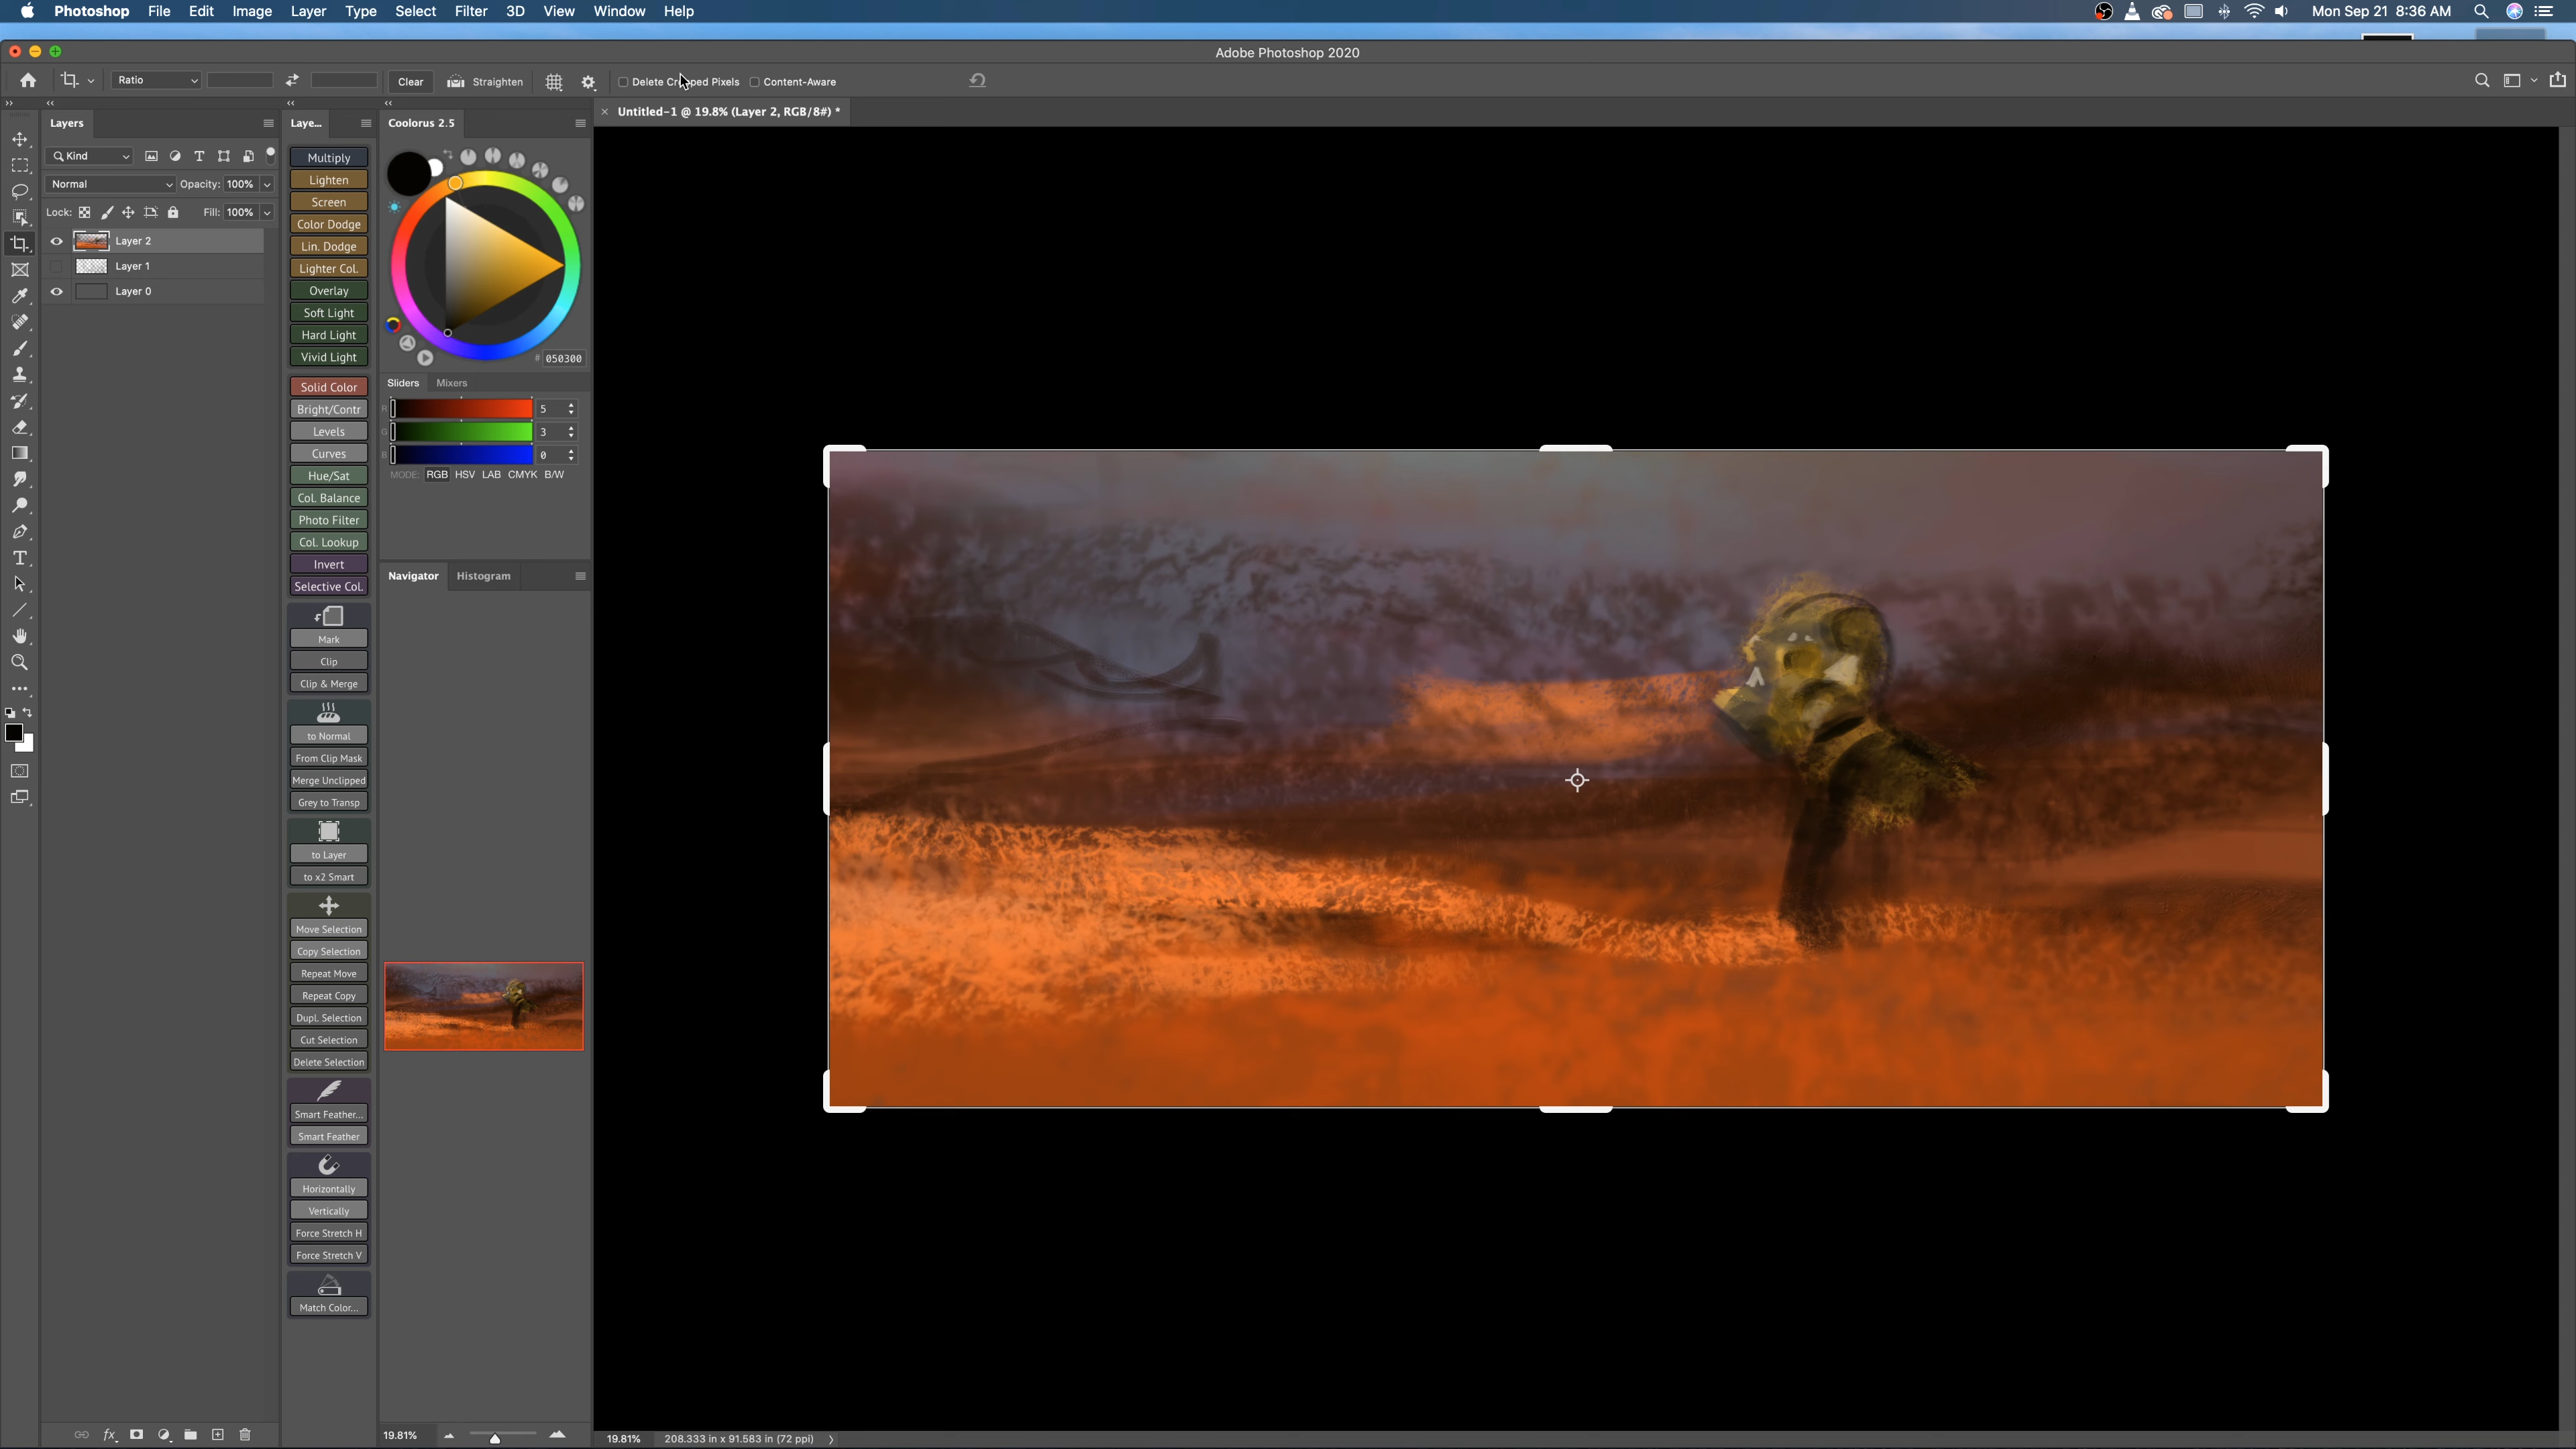 Photoshop File Edit Image Layer Type Select Filter 3D View Window Help Mon Sep 21 8:36 AM
Adobe Photoshop 2020
Ratio Clear Straighten Delete Cropped Pixels Content-Aware
Layers Laye... Coolorus 2.5 Untitled-1 @ 19.8% (Layer 2, RGB/8#) *
Kind
Normal Opacity: 100%
Lock: Fill: 100%
Layer 2
Layer 1
Layer 0
Multiply
Lighten
Screen
Color Dodge
Lin. Dodge
Lighter Col.
Overlay
Soft Light
Hard Light
Vivid Light
Solid Color
Bright/Contr
Levels
Curves
Hue/Sat
Col. Balance
Photo Filter
Col. Lookup
Invert
Selective Col.
Mark
Clip
Clip & Merge
to Normal
From Clip Mask
Merge Unclipped
Grey to Transp
to Layer
to x2 Smart
Move Selection
Copy Selection
Repeat Move
Repeat Copy
Dupl. Selection
Cut Selection
Delete Selection
Smart Feather...
Smart Feather
Horizontally
Vertically
Force Stretch H
Force Stretch V
Match Color...
# 050300
Sliders Mixers
R 5
G 3
B 0
MODE: RGB HSV LAB CMYK B/W
Navigator Histogram
fx
19.81%
19.81% 208.333 in x 91.583 in (72 ppi)